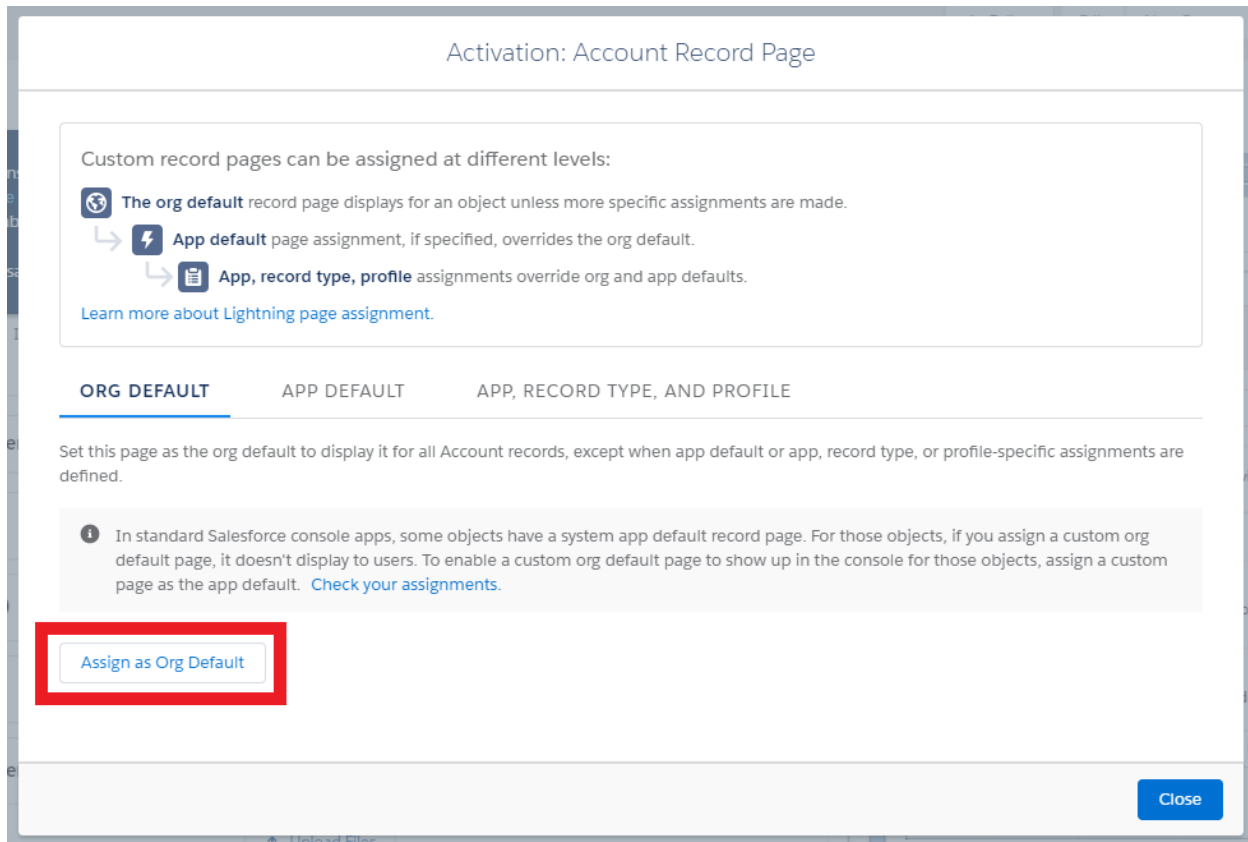 Activation: Account Record Page
Custom record pages can be assigned at different levels:
The org default record page displays for an object unless more specific assignments are made.
App default page assignment, if specified, overrides the org default.
App, record type, profile assignments override org and app defaults.
Learn more about Lightning page assignment.
ORG DEFAULT APP DEFAULT APP, RECORD TYPE, AND PROFILE
Set this page as the org default to display it for all Account records, except when app default or app, record type, or profile-specific assignments are
defined.
In standard Salesforce console apps, some objects have a system app default record page. For those objects, if you assign a custom org
default page, it doesn't display to users. To enable a custom org default page to show up in the console for those objects, assign a custom
page as the app default. Check your assignments.
Assign as Org Default
Close
Upload Files